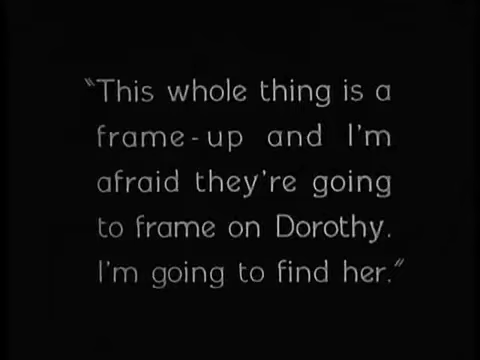 "This whole thing is a
frame-up and I'm
afraid they're going
to frame on Dorothy.
I'm going to find her."